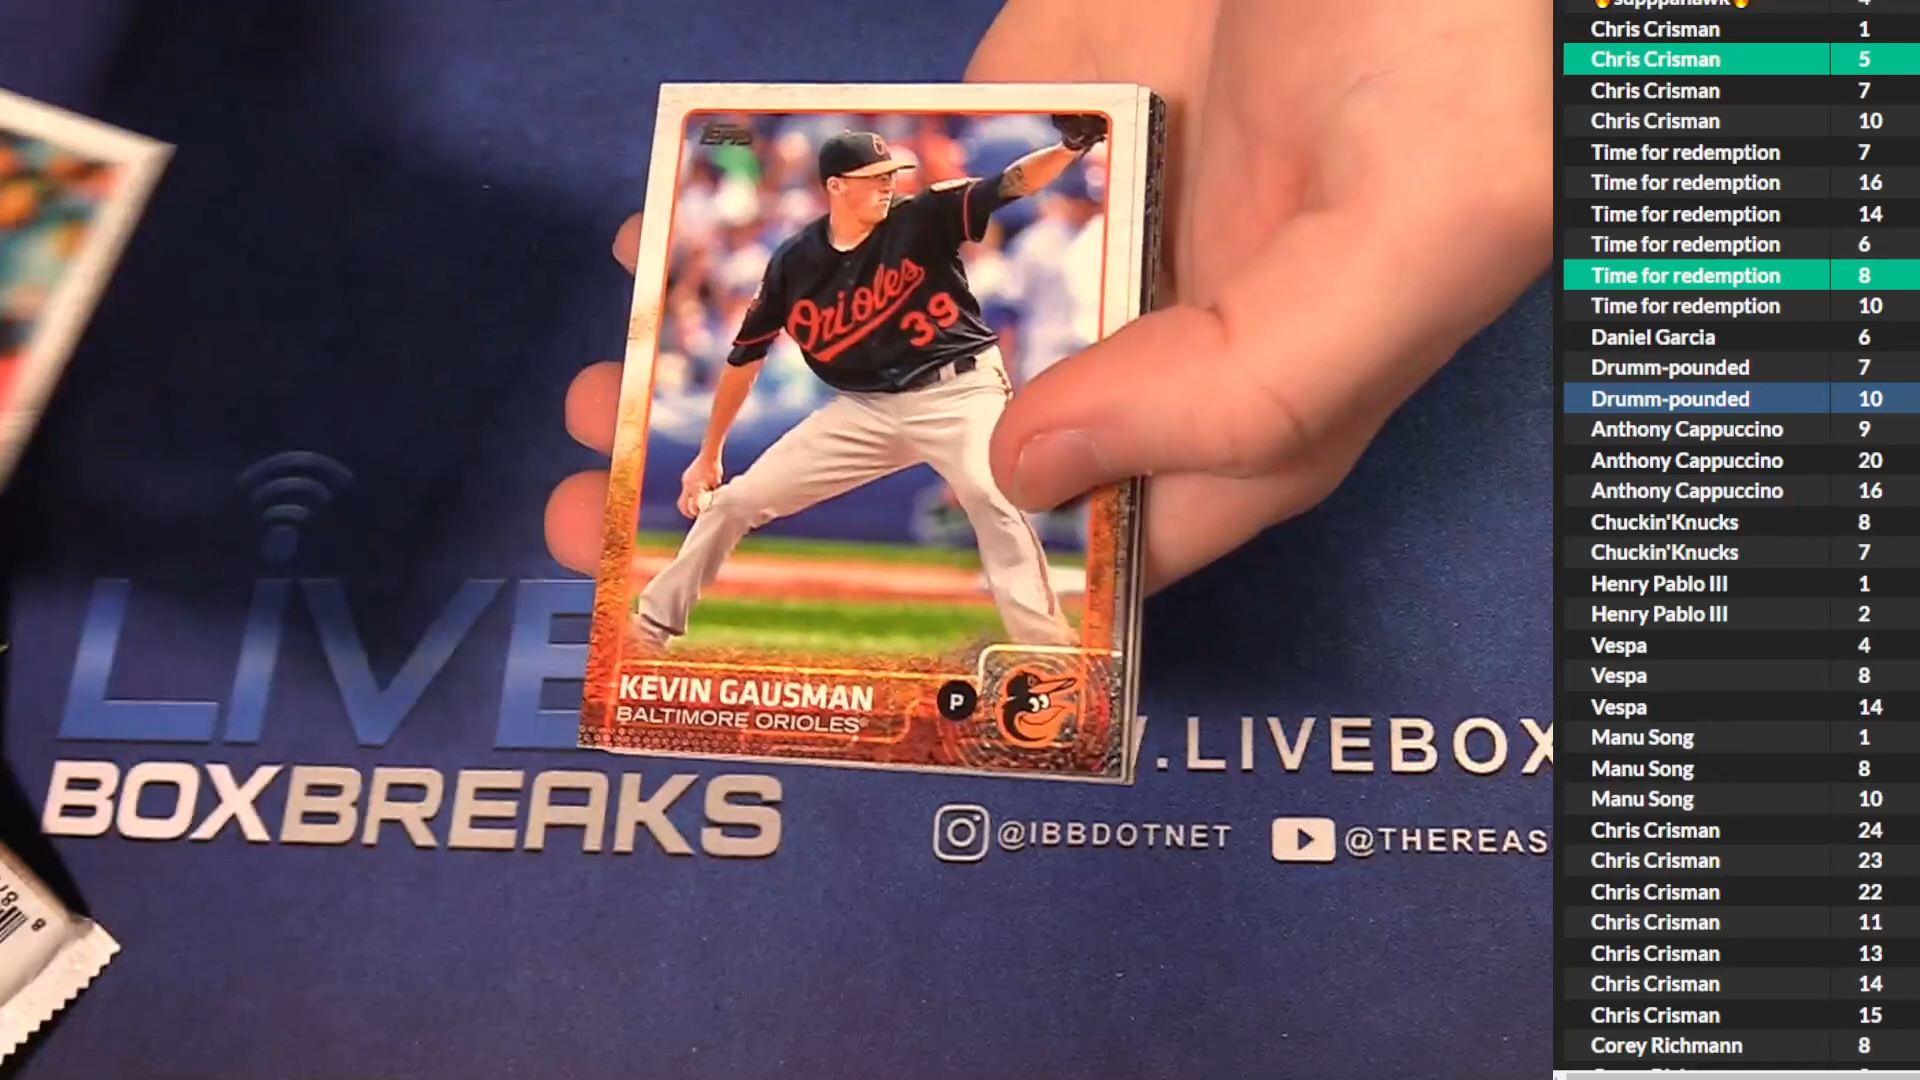 TOPPS
Orioles
39
KEVIN GAUSMAN
BALTIMORE ORIOLES
P
LIVE
BOXBREAKS
.LIVEBOX
@IBBDOTNET
@THEREAS
Chris Crisman 1
Chris Crisman 5
Chris Crisman 7
Chris Crisman 10
Time for redemption 7
Time for redemption 16
Time for redemption 14
Time for redemption 6
Time for redemption 8
Time for redemption 10
Daniel Garcia 6
Drumm-pounded 7
Drumm-pounded 10
Anthony Cappuccino 9
Anthony Cappuccino 20
Anthony Cappuccino 16
Chuckin'Knucks 8
Chuckin'Knucks 7
Henry Pablo III 1
Henry Pablo III 2
Vespa 4
Vespa 8
Vespa 14
Manu Song 1
Manu Song 8
Manu Song 10
Chris Crisman 24
Chris Crisman 23
Chris Crisman 22
Chris Crisman 11
Chris Crisman 13
Chris Crisman 14
Chris Crisman 15
Corey Richmann 8